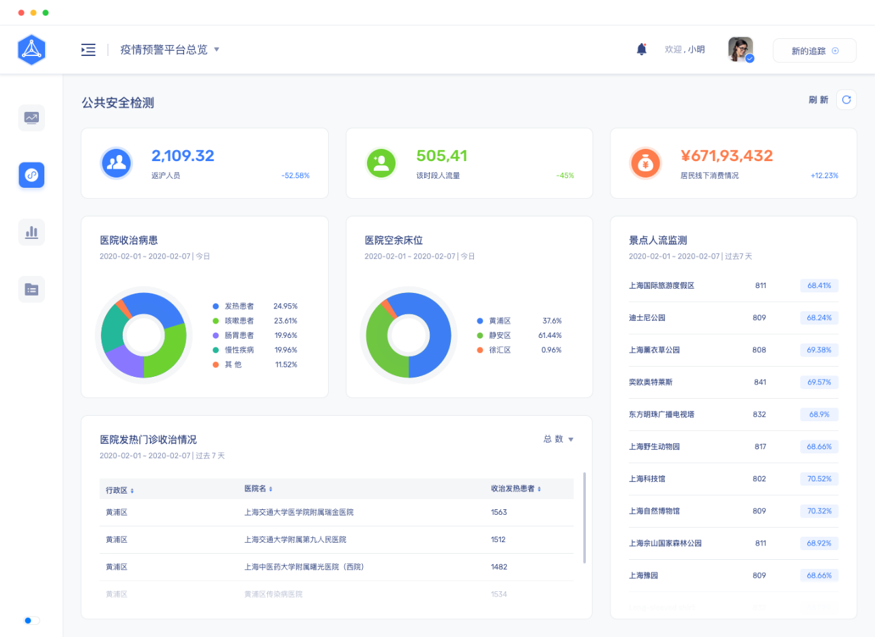 疫情预警平台总览
欢迎 , 小明
新的追踪
公共安全检测
刷 新
2,109.32
返沪人员
-52.58%
505,41
该时段人流量
-45%
¥671,93,432
居民线下消费情况
+12.23%
医院收治病患
2020-02-01 ~ 2020-02-07 | 今日
发热患者 24.95%
咳嗽患者 23.61%
肠胃患者 19.96%
慢性疾病 19.96%
其 他 11.52%
医院空余床位
2020-02-01 ~ 2020-02-07 | 今日
黄浦区 37.6%
静安区 61.44%
徐汇区 0.96%
景点人流监测
2020-02-01 ~ 2020-02-07 | 过去7 天
上海国际旅游度假区 811 68.41%
迪士尼公园 809 68.24%
上海薰衣草公园 808 69.38%
奕欧奥特莱斯 841 69.57%
东方明珠广播电视塔 832 68.9%
上海野生动物园 817 68.66%
上海科技馆 802 70.52%
上海自然博物馆 809 70.32%
上海佘山国家森林公园 811 68.92%
上海豫园 809 68.66%
医院发热门诊收治情况
总 数
2020-02-01 ~ 2020-02-07 | 过去 7 天
行政区 医院名 收治发热患者
黄浦区 上海交通大学医学院附属瑞金医院 1563
黄浦区 上海交通大学附属第九人民医院 1512
黄浦区 上海中医药大学附属曙光医院（西院） 1482
黄浦区 黄浦区传染病医院 1534